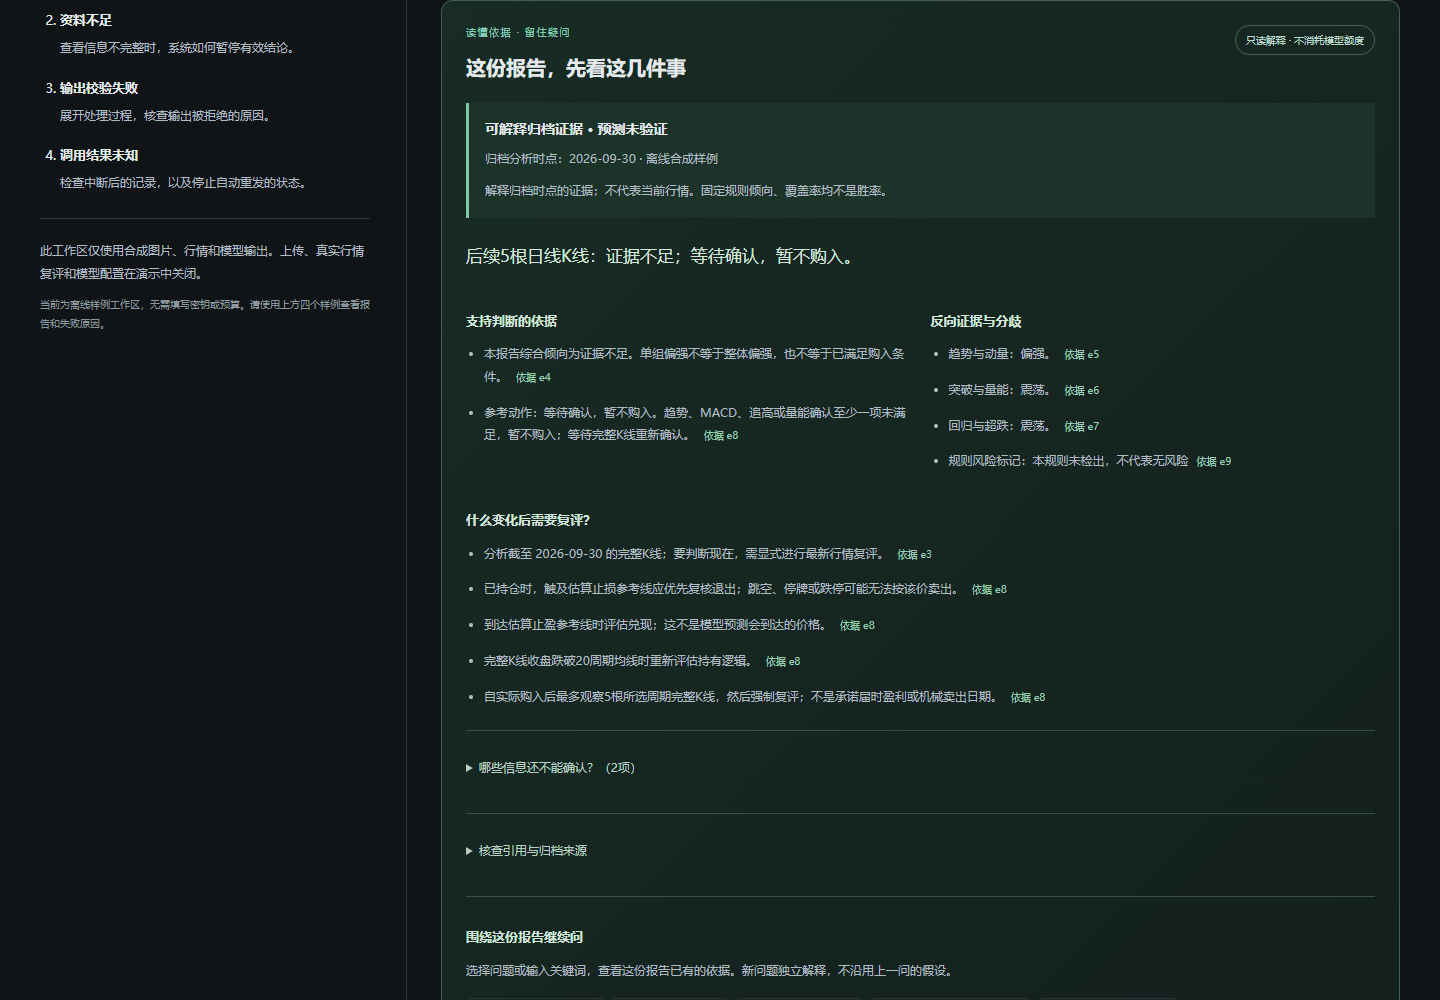 2. 资料不足
查看信息不完整时，系统如何暂停有效结论。
3. 输出校验失败
展开处理过程，核查输出被拒绝的原因。
4. 调用结果未知
检查中断后的记录，以及停止自动重发的状态。
此工作区仅使用合成图片、行情和模型输出。上传、真实行情
复评和模型配置在演示中关闭。
当前为离线样例工作区，无需填写密钥或预算。请使用上方四个样例查看报
告和失败原因。
读懂依据 · 留住疑问
只读解释 · 不消耗模型额度
这份报告，先看这几件事
可解释归档证据 • 预测未验证
归档分析时点：2026-09-30 · 离线合成样例
解释归档时点的证据；不代表当前行情。固定规则倾向、覆盖率均不是胜率。
后续5根日线K线：证据不足；等待确认，暂不购入。
支持判断的依据
• 本报告综合倾向为证据不足。单组偏强不等于整体偏强，也不等于已满足购入条
件。 依据 e4
• 参考动作：等待确认，暂不购入。趋势、MACD、追高或量能确认至少一项未满
足，暂不购入；等待完整K线重新确认。 依据 e8
反向证据与分歧
• 趋势与动量：偏强。 依据 e5
• 突破与量能：震荡。 依据 e6
• 回归与超跌：震荡。 依据 e7
• 规则风险标记：本规则未检出，不代表无风险 依据 e9
什么变化后需要复评？
• 分析截至 2026-09-30 的完整K线；要判断现在，需显式进行最新行情复评。 依据 e3
• 已持仓时，触及估算止损参考线应优先复核退出；跳空、停牌或跌停可能无法按该价卖出。 依据 e8
• 到达估算止盈参考线时评估兑现；这不是模型预测会到达的价格。 依据 e8
• 完整K线收盘跌破20周期均线时重新评估持有逻辑。 依据 e8
• 自实际购入后最多观察5根所选周期完整K线，然后强制复评；不是承诺届时盈利或机械卖出日期。 依据 e8
▶ 哪些信息还不能确认？（2项）
▶ 核查引用与归档来源
围绕这份报告继续问
选择问题或输入关键词，查看这份报告已有的依据。新问题独立解释，不沿用上一问的假设。